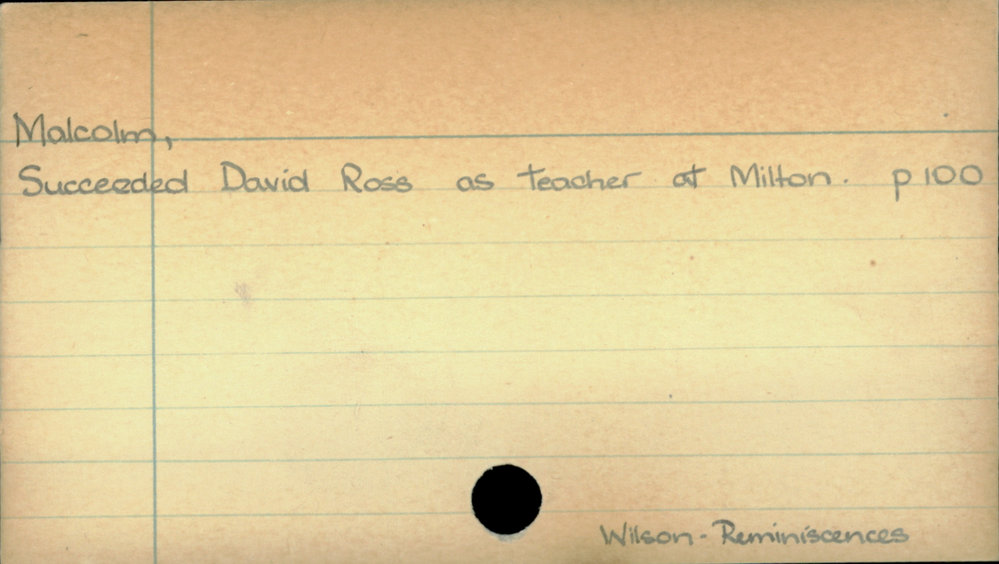 Malcolm,
Succeeded David Ross as teacher at Milton. p 100
Wilson - Reminiscences